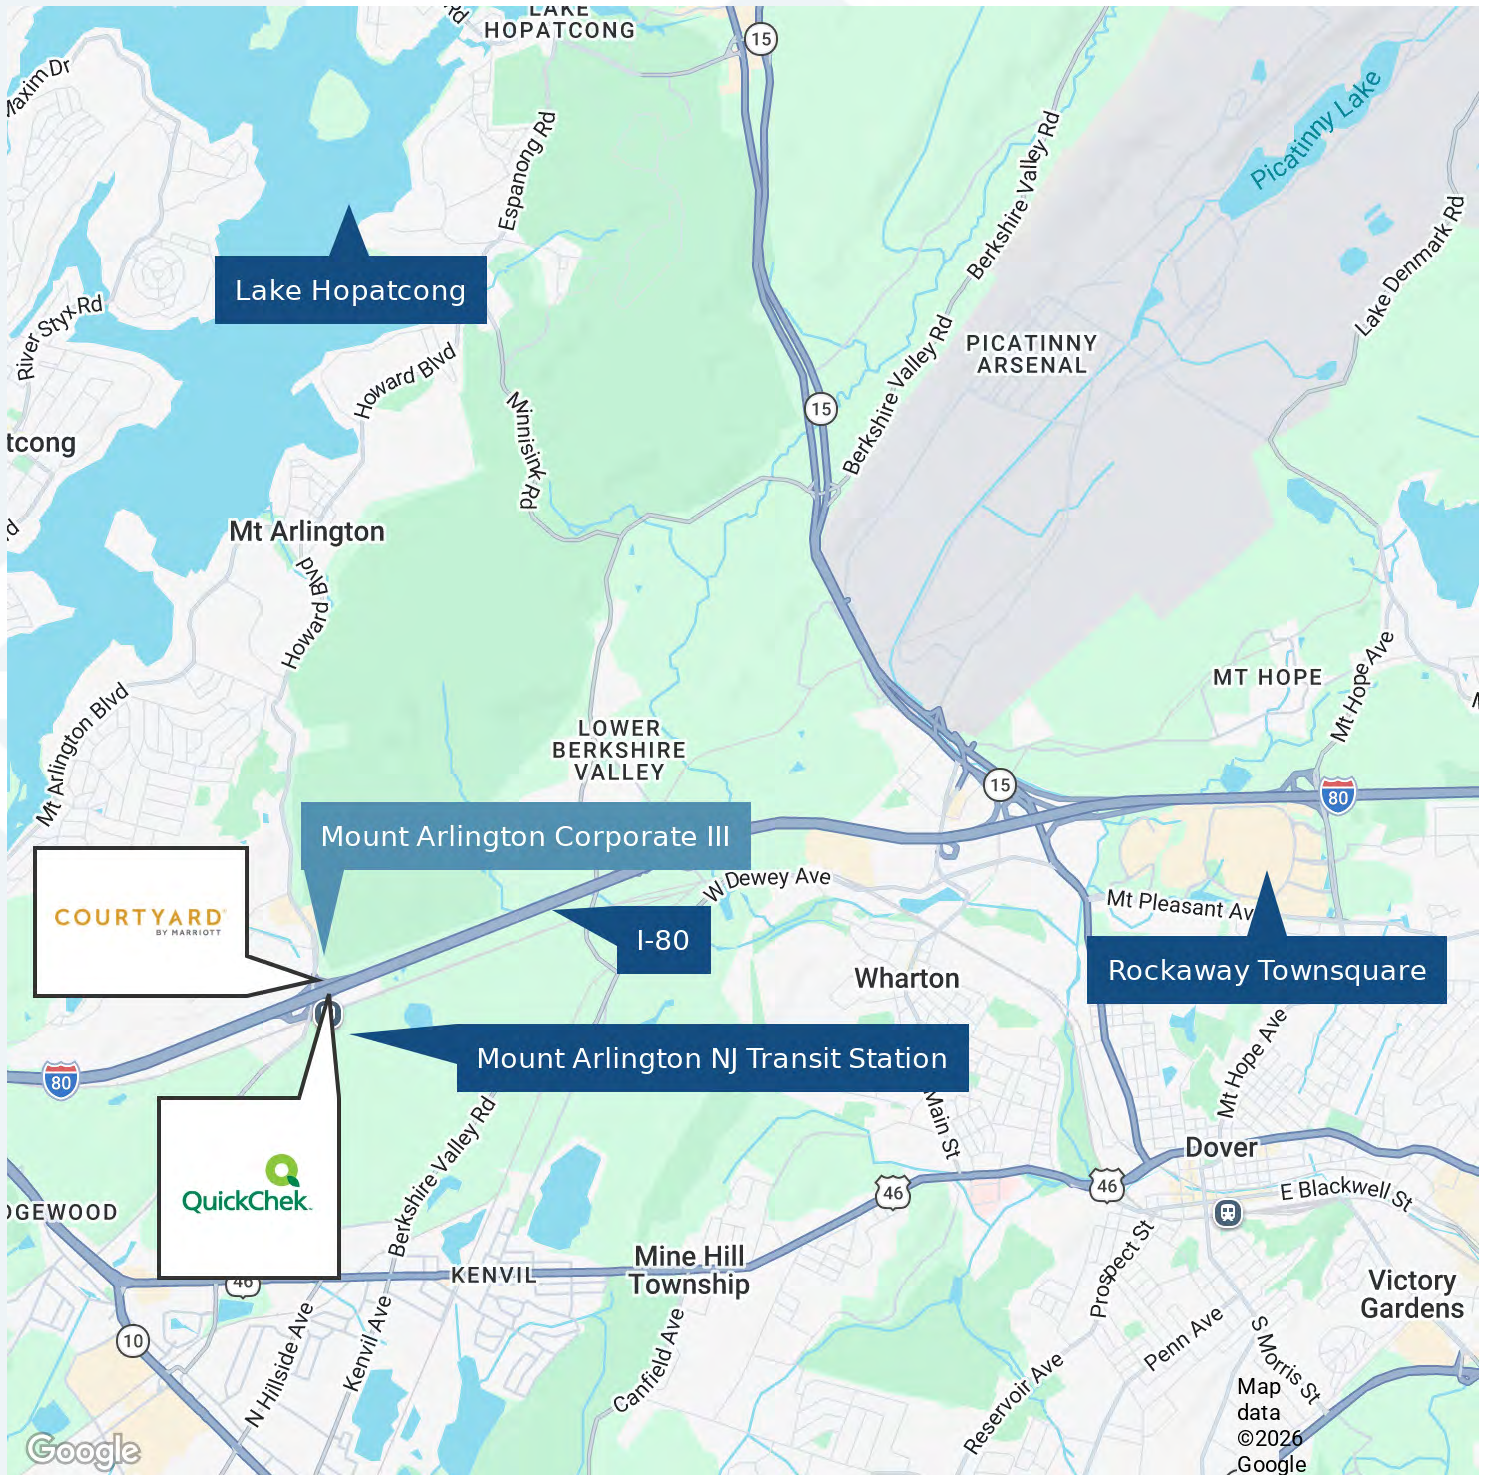 LAKE
HOPATCONG
Rd
15
Maxim Dr
Picatinny Lake
Espanong Rd
Berkshire Valley Rd
Lake Denmark Rd
Lake Hopatcong
River Styx Rd
PICATINNY
ARSENAL
Howard Blvd
Berkshire Valley Rd
15
Minnisink Rd
tcong
Mt Arlington
Howard Blvd
MT HOPE
Mt Hope Ave
Mt Arlington Blvd
LOWER
BERKSHIRE
VALLEY
15
80
Mount Arlington Corporate III
W Dewey Ave
Mt Pleasant Av
COURTYARD
BY MARRIOTT
I-80
Wharton
Rockaway Townsquare
Mount Arlington NJ Transit Station
80
Mt Hope Ave
Main St
Berkshire Valley Rd
Dover
QuickChek
46
46
E Blackwell St
DGEWOOD
Prospect St
Mine Hill
Township
KENVIL
46
Victory
Gardens
10
N Hillside Ave
Kenvil Ave
Canfield Ave
Penn Ave
S Morris St
Reservoir Ave
Map
data
©2026
Google
Google